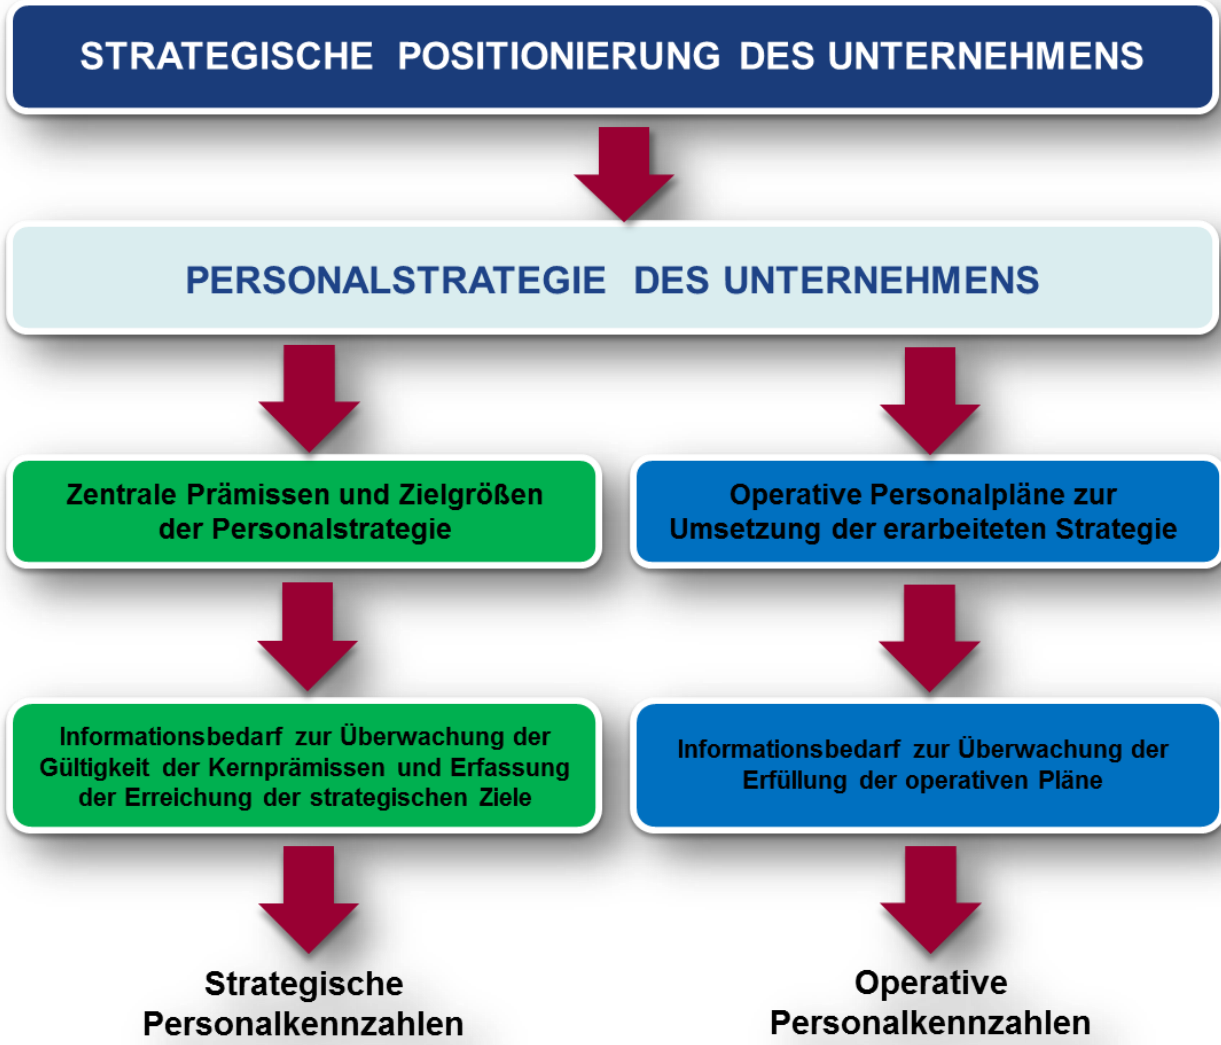 STRATEGISCHE POSITIONIERUNG DES UNTERNEHMENS
PERSONALSTRATEGIE DES UNTERNEHMENS
Zentrale Prämissen und Zielgrößen
der Personalstrategie
Operative Personalpläne zur
Umsetzung der erarbeiteten Strategie
Informationsbedarf zur Überwachung der
Gültigkeit der Kernprämissen und Erfassung
der Erreichung der strategischen Ziele
Informationsbedarf zur Überwachung der
Erfüllung der operativen Pläne
Strategische
Personalkennzahlen
Operative
Personalkennzahlen